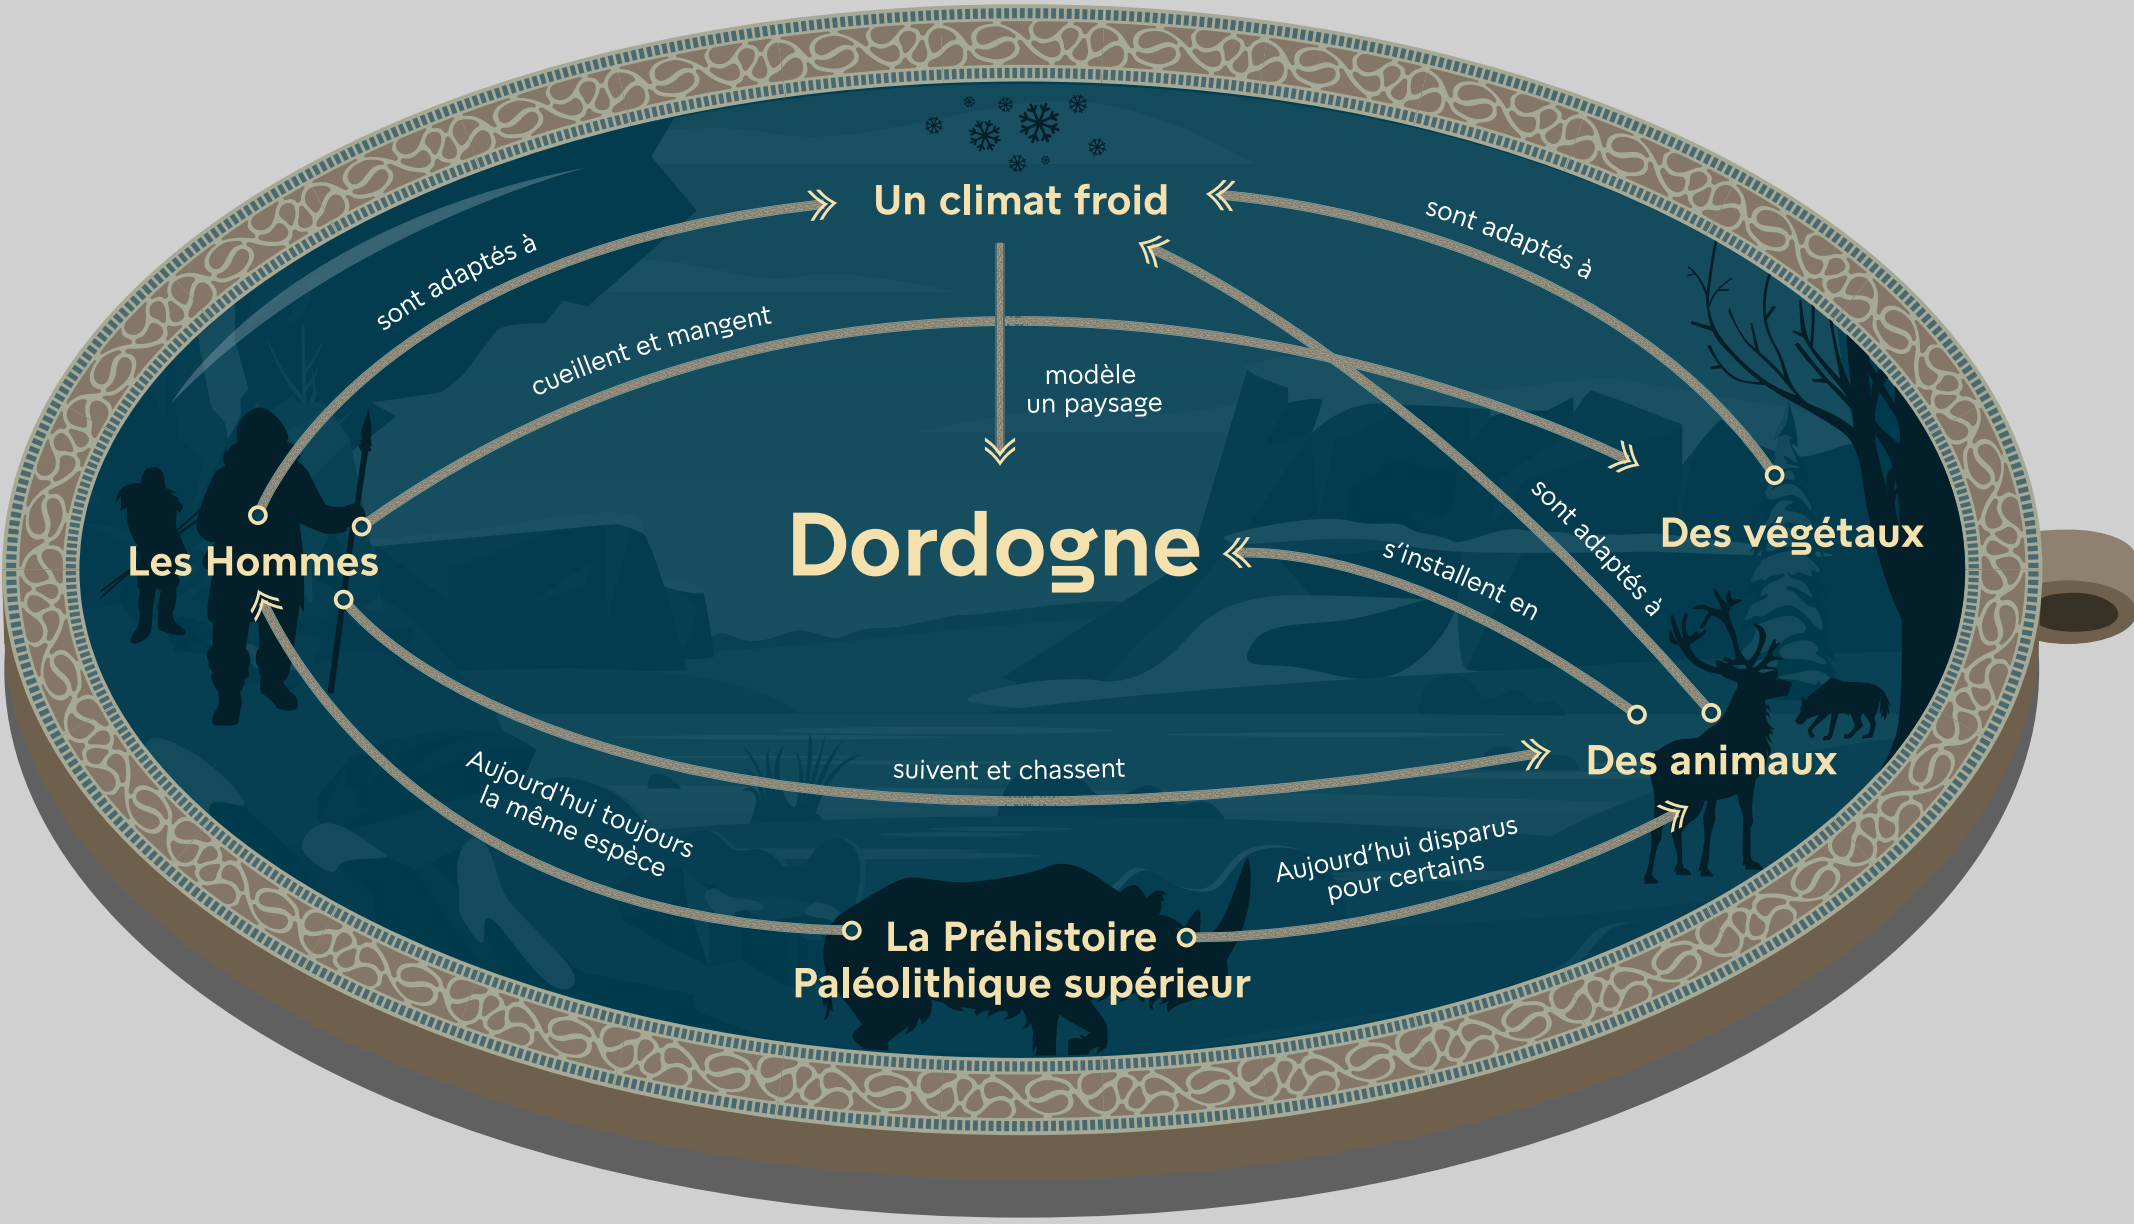 Un climat froid
sont adaptés à
sont adaptés à
cueillent et mangent
modèle
un paysage
Dordogne
Les Hommes
Des végétaux
s’installent en
sont adaptés à
suivent et chassent
Des animaux
Aujourd'hui toujours
la même espèce
Aujourd’hui disparus
pour certains
La Préhistoire
Paléolithique supérieur